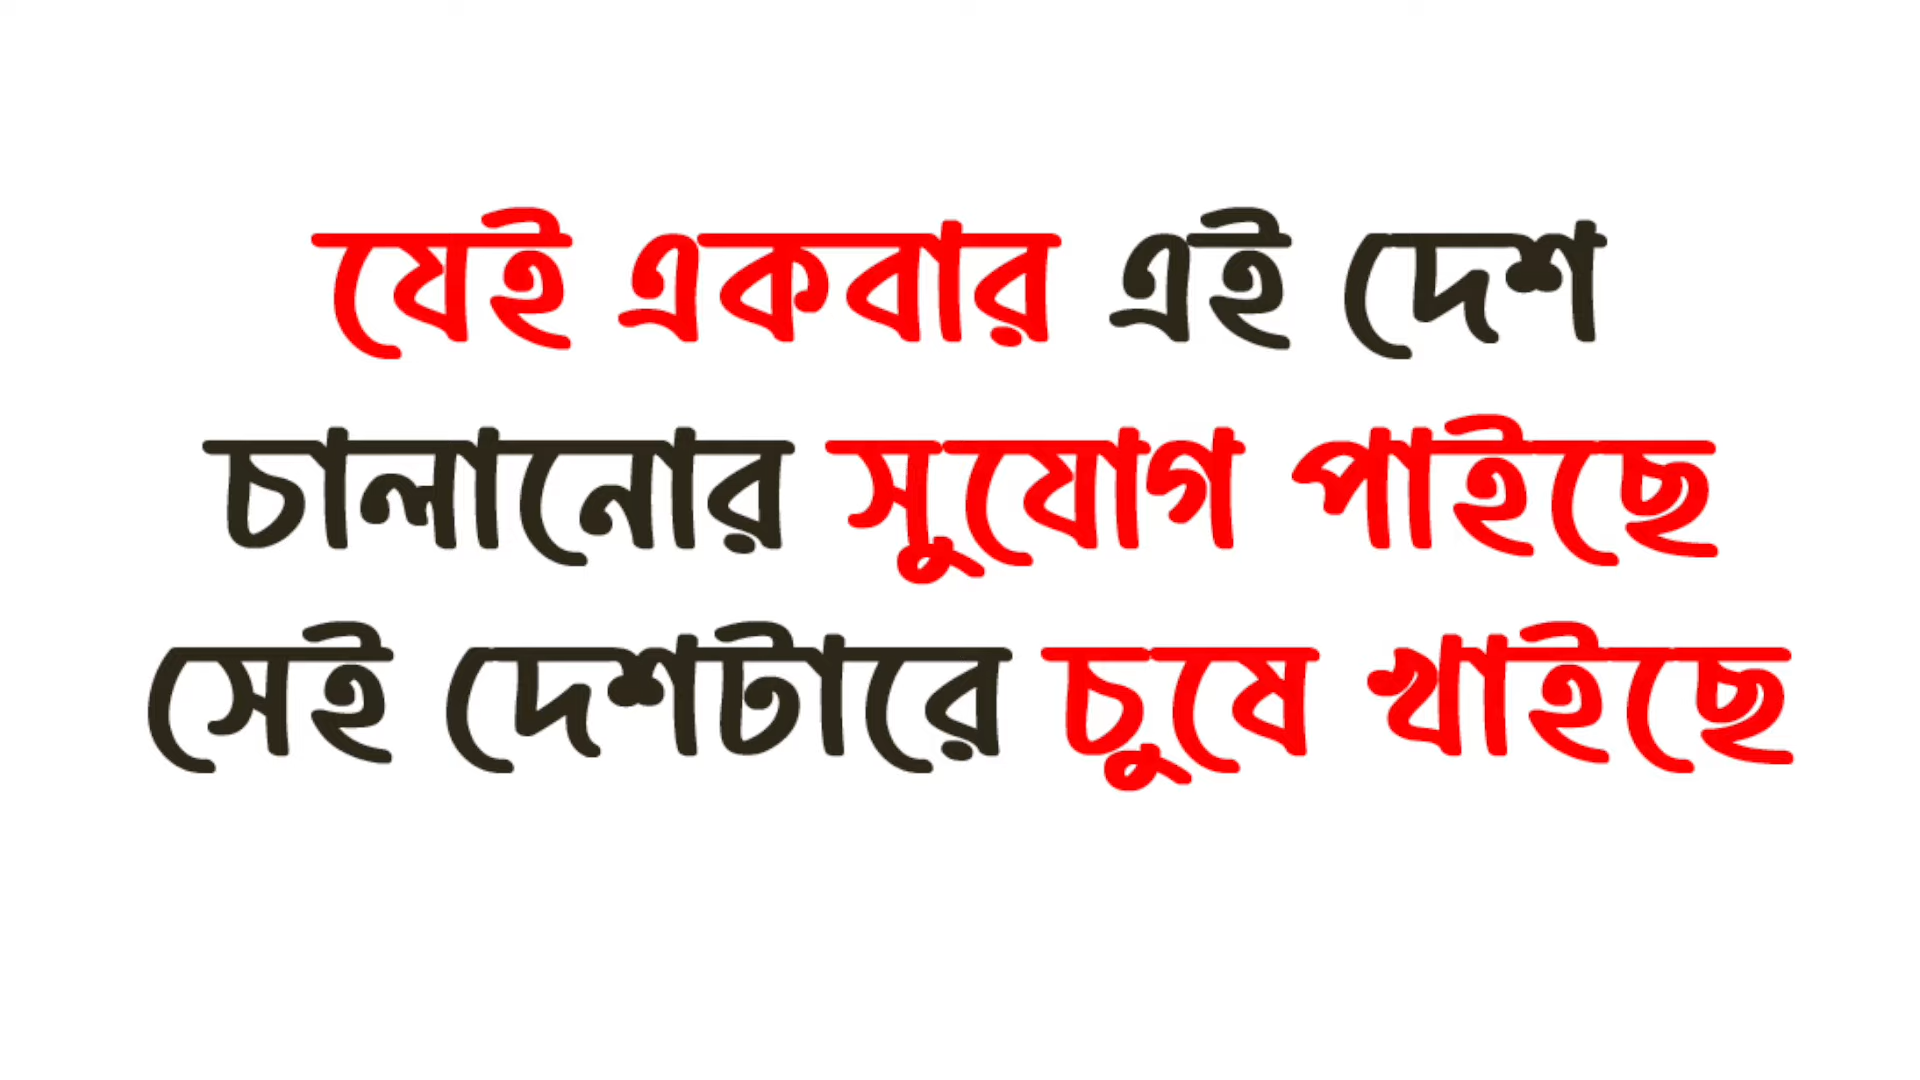 যেই একবার এই দেশ
চালানোর সুযোগ পাইছে
সেই দেশটারে চুষে খাইছে